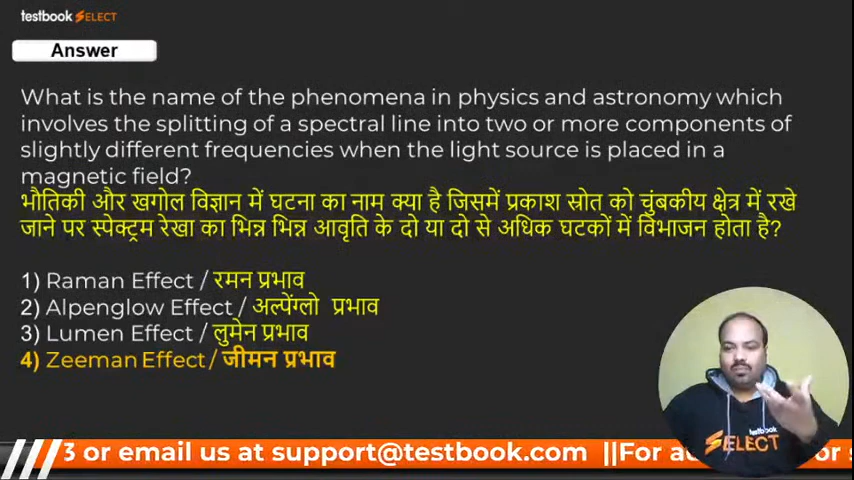 testbook SELECT
Answer
What is the name of the phenomena in physics and astronomy which
involves the splitting of a spectral line into two or more components of
slightly different frequencies when the light source is placed in a
magnetic field?
भौतिकी और खगोल विज्ञान में घटना का नाम क्या है जिसमें प्रकाश स्रोत को चुंबकीय क्षेत्र में रखे
जाने पर स्पेक्ट्रम रेखा का भिन्न भिन्न आवृति के दो या दो से अधिक घटकों में विभाजन होता है?
1) Raman Effect / रमन प्रभाव
2) Alpenglow Effect / अल्पेंग्लो प्रभाव
3) Lumen Effect / लुमेन प्रभाव
4) Zeeman Effect / जीमन प्रभाव
testbook
SELECT
3 or email us at support@testbook.com ||For